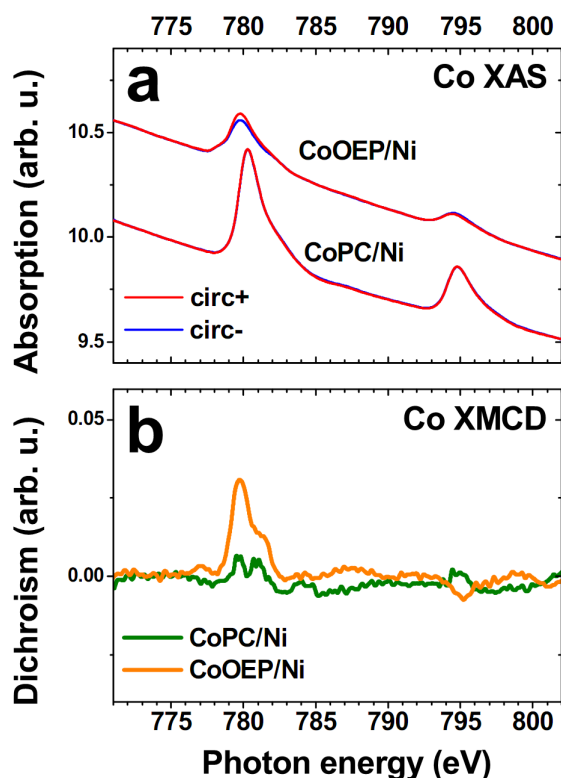 775 780 785 790 795 800
a Co XAS
10.5
CoOEP/Ni
10.0
CoPC/Ni
circ+
circ-
9.5
Absorption (arb. u.)
b Co XMCD
0.05
0.00
CoPC/Ni
CoOEP/Ni
Dichroism (arb. u.)
775 780 785 790 795 800
Photon energy (eV)